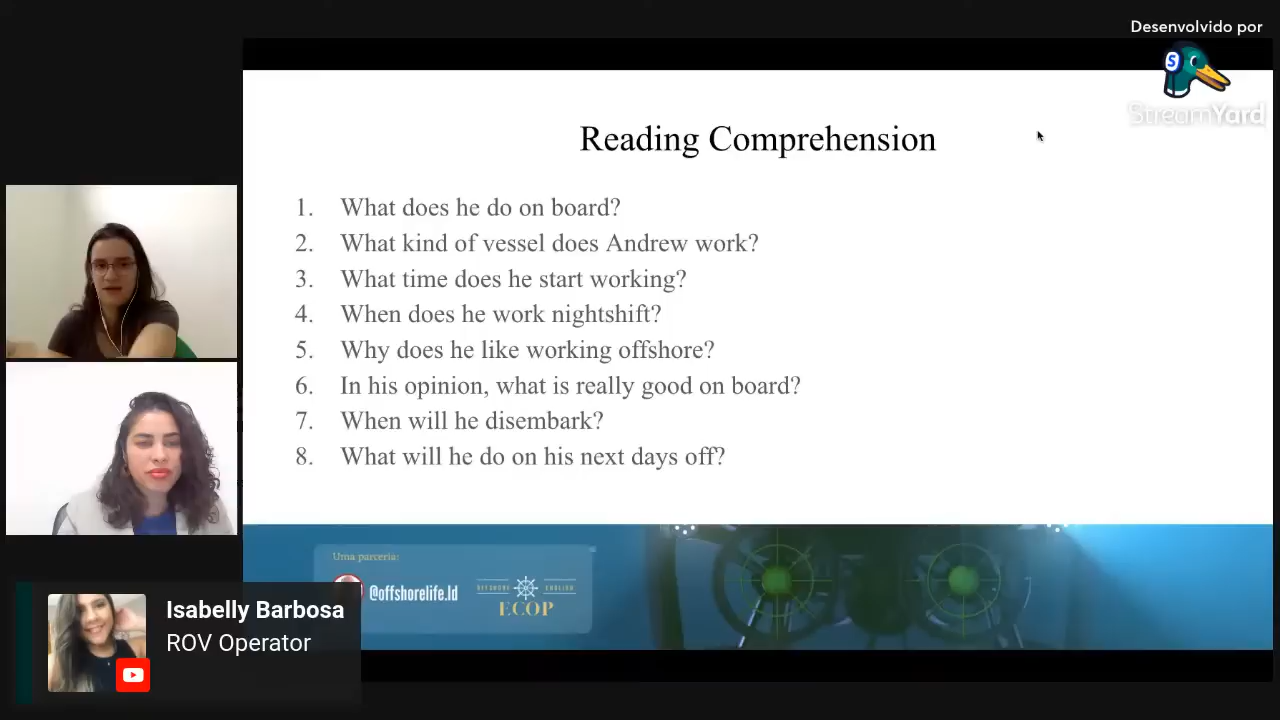 Desenvolvido por
S
StreamYard
Reading Comprehension
1. What does he do on board?
2. What kind of vessel does Andrew work?
3. What time does he start working?
4. When does he work nightshift?
5. Why does he like working offshore?
6. In his opinion, what is really good on board?
7. When will he disembark?
8. What will he do on his next days off?
Uma parceria:
@offshorelife.ld
OFFSHORE ENGLISH
ECOP
Isabelly Barbosa
ROV Operator